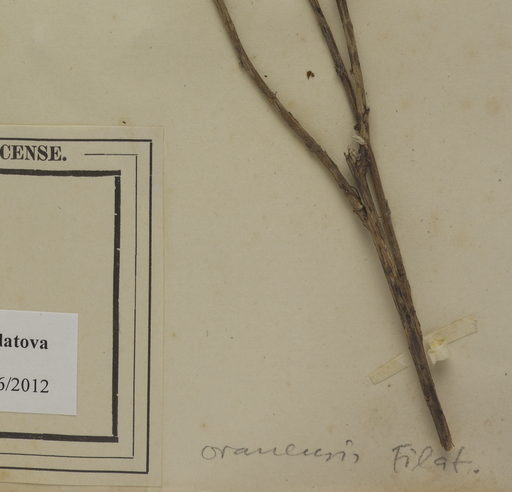 CENSE.
latova
6/2012
oranensis Filat.